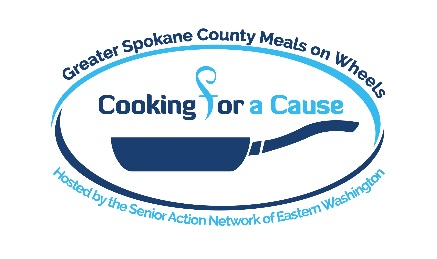 Greater Spokane County Meals on Wheels
Cooking for a Cause
Hosted by the Senior Action Network of Eastern Washington